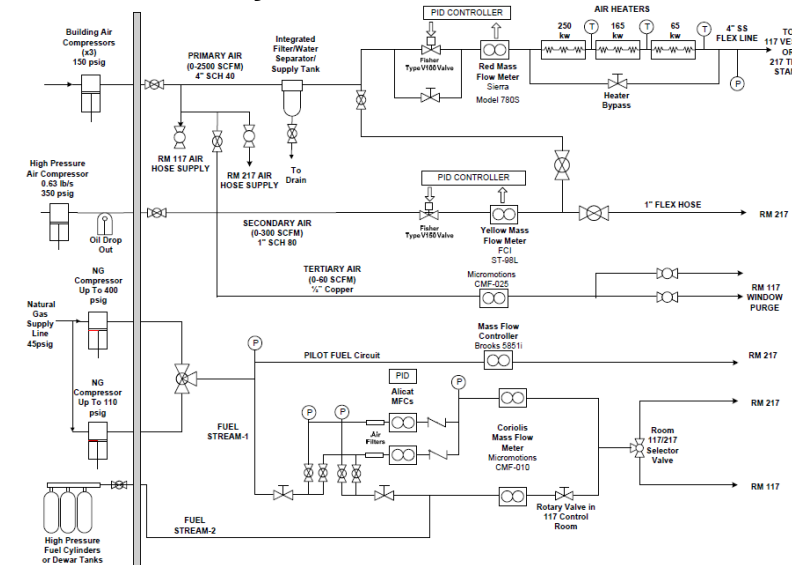 PID CONTROLLER
AIR HEATERS
Building Air
Compressors
(x3)
150 psig
PRIMARY AIR
(0-2500 SCFM)
4" SCH 40
Integrated
Filter/Water
Separator/
Supply Tank
Fisher
Type V100 Valve
Red Mass
Flow Meter
Sierra
Model 780S
250
kw
T
165
kw
T
65
kw
T
4" SS
FLEX LINE
P
Heater
Bypass
RM 117 AIR
HOSE SUPPLY
RM 217 AIR
HOSE SUPPLY
To
Drain
High Pressure
Air Compressor
0.63 lb/s
350 psig
Oil Drop
Out
SECONDARY AIR
(0-300 SCFM)
1" SCH 80
PID CONTROLLER
Fisher
Type V150 Valve
Yellow Mass
Flow Meter
FCI
ST-98L
1" FLEX HOSE
RM 217
TERTIARY AIR
(0-60 SCFM)
Copper
Micromotions
CMF-025
RM 117
WINDOW
PURGE
NG
Compressor
Up To 400
psig
Natural
Gas
Supply
Line
45psig
NG
Compressor
Up To 110
psig
P
PILOT FUEL Circuit
Mass Flow
Controller
Brooks 5851i
RM 217
FUEL
STREAM-1
P
P
PID
Alicat
MFCs
P
Air
Filters
Coriolis
Mass Flow
Meter
Micromotions
CMF-010
RM 217
Room
117/217
Selector
Valve
RM 117
Rotary Valve in
117 Control
Room
FUEL
STREAM-2
High Pressure
Fuel Cylinders
or Dewar Tanks